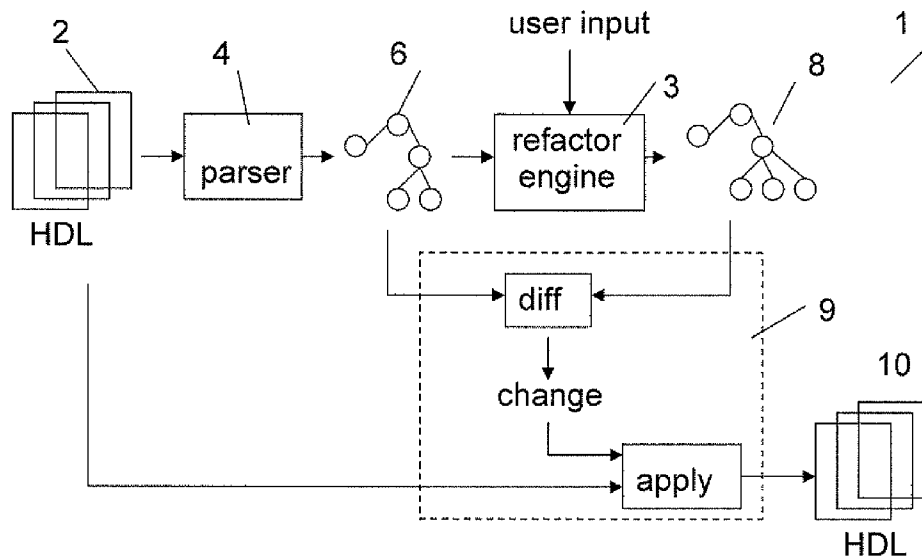 user input
1
2
4
6
3
8
parser
refactor
engine
HDL
diff
9
change
10
apply
HDL